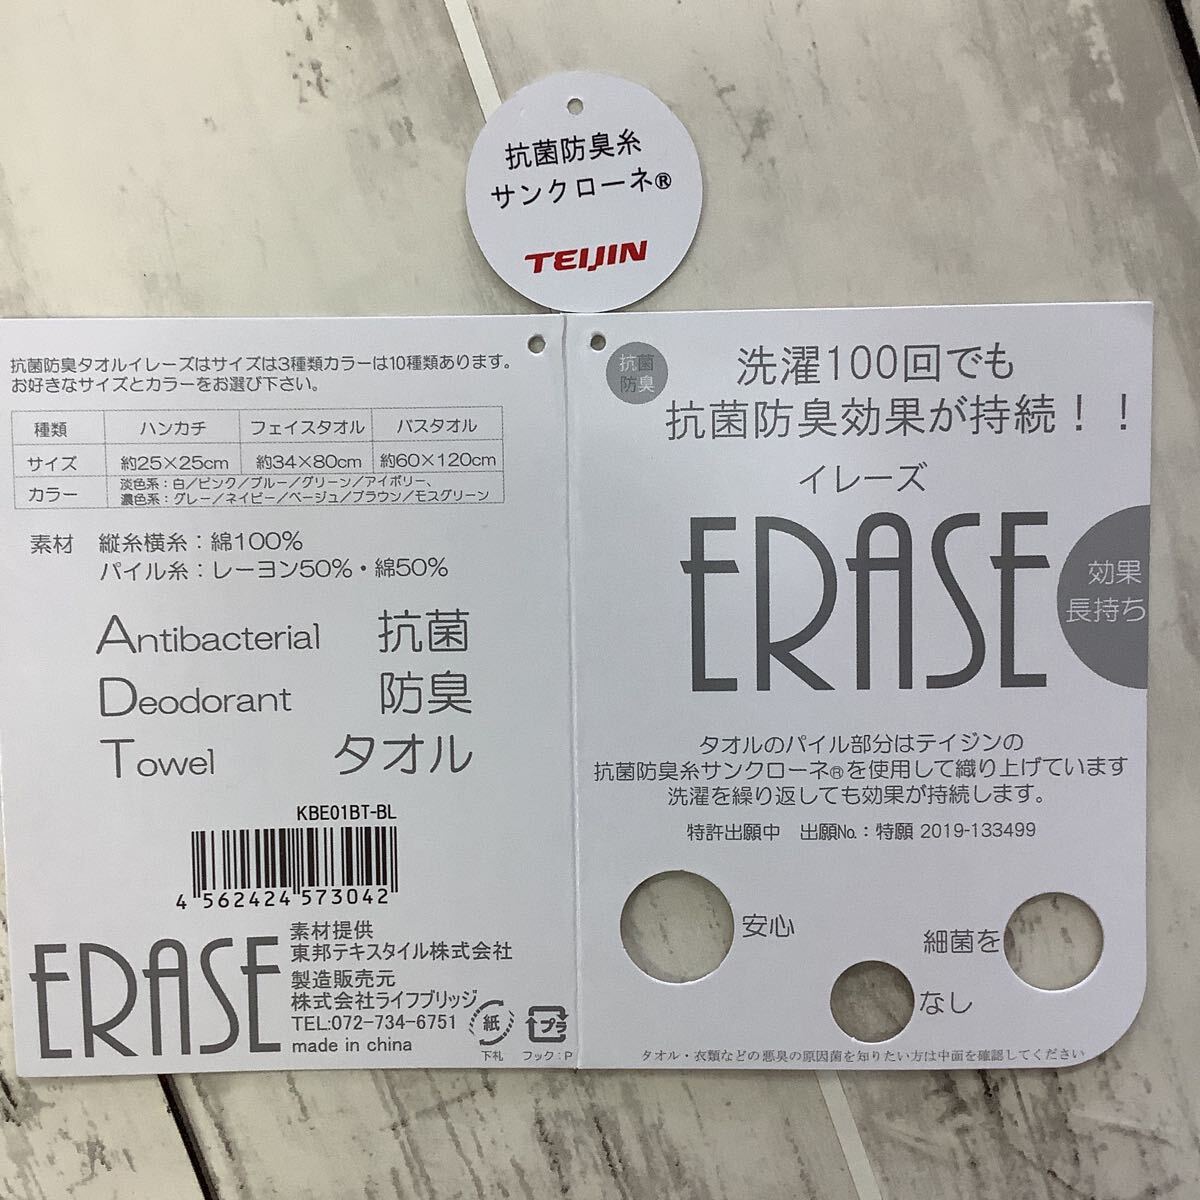 抗菌防臭糸
サンクローネ®
TEIJIN
抗菌防臭タオルイレーズはサイズは3種類カラーは10種類あります。
お好きなサイズとカラーをお選び下さい。
種類 ハンカチ フェイスタオル バスタオル
サイズ 約25×25cm 約34×80cm 約60×120cm
カラー 淡色系：白／ピンク／ブルー／グリーン／アイボリー、
濃色系：グレー／ネイビー／ベージュ／ブラウン／モスグリーン
素材 縦糸横糸：綿100%
パイル糸：レーヨン50%・綿50%
Antibacterial 抗菌
Deodorant 防臭
Towel タオル
KBE01BT-BL
4 562424 573042
ERASE
素材提供
東邦テキスタイル株式会社
製造販売元
株式会社ライフブリッジ
TEL:072-734-6751
made in china
紙
下札
プラ
フック：P
抗菌
防臭
洗濯100回でも
抗菌防臭効果が持続！！
イレーズ
ERASE
効果
長持ち
タオルのパイル部分はテイジンの
抗菌防臭糸サンクローネ®を使用して織り上げています
洗濯を繰り返しても効果が持続します。
特許出願中 出願No.：特願 2019-133499
安心
細菌を
なし
タオル・衣類などの悪臭の原因菌を知りたい方は中面を確認してください